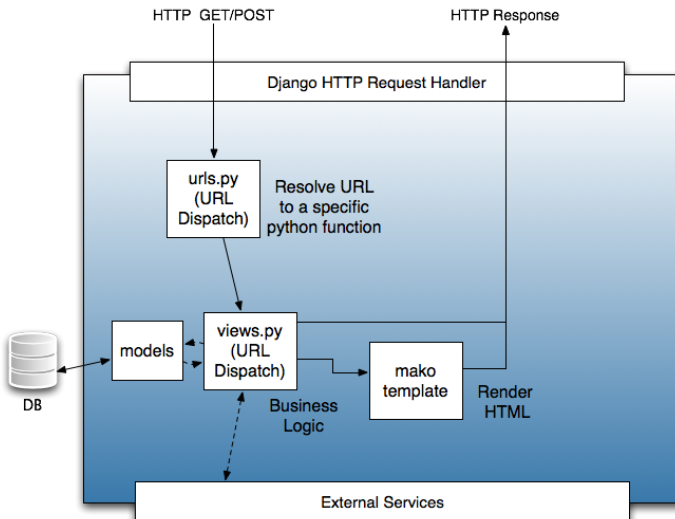 HTTP GET/POST
HTTP Response
Django HTTP Request Handler
urls.py
(URL
Dispatch)
Resolve URL
to a specific
python function
models
views.py
(URL
Dispatch)
mako
template
DB
Business
Logic
Render
HTML
External Services